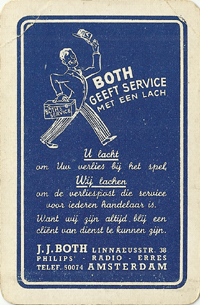 BOTH
GEEFT SERVICE
MET EEN LACH
BOTH'S
SERVICE
U lacht
om Uw verlies bij het spel,
Wij lachen
om de verliespost die service
voor iederen handelaar is.
Want wij zijn altijd blij een
cliënt van dienst te kunnen zijn.
J.J. BOTH LINNAEUSSTR. 38
PHILIPS' - RADIO - ERRES
TELEF. 50074 AMSTERDAM